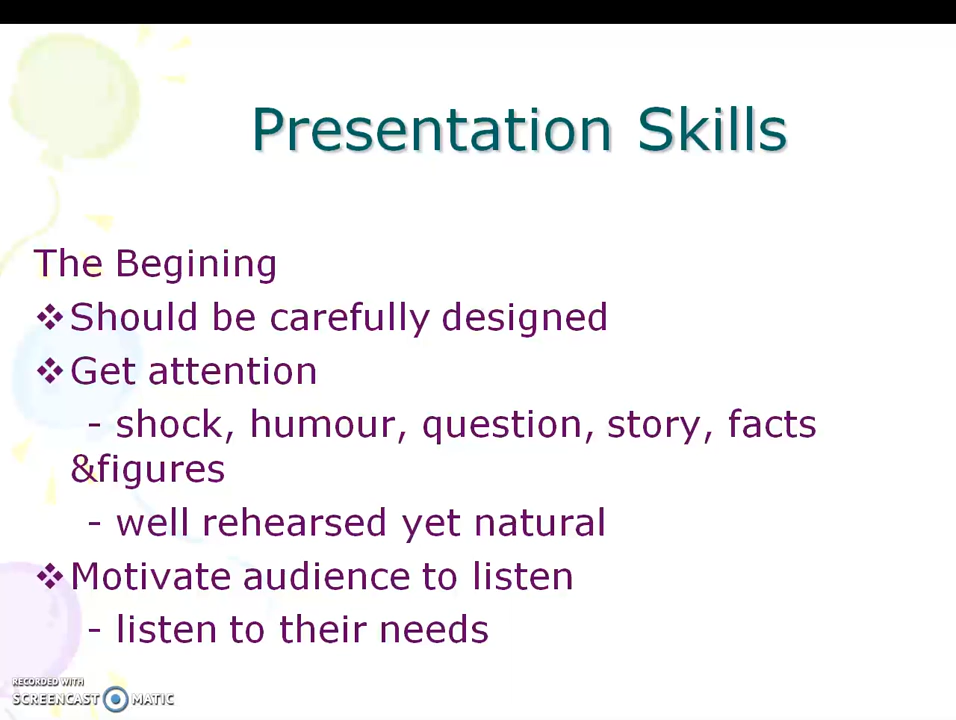 Presentation Skills
The Begining
❖Should be carefully designed
❖Get attention
- shock, humour, question, story, facts
&figures
- well rehearsed yet natural
❖Motivate audience to listen
- listen to their needs
RECORDED WITH
SCREENCAST MATIC